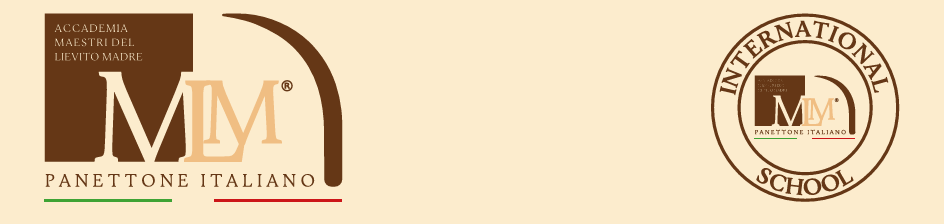 ACCADEMIA
MAESTRI DEL
LIEVITO MADRE
MLM®
PANETTONE ITALIANO
INTERNATIONAL
MLM
PANETTONE ITALIANO
SCHOOL